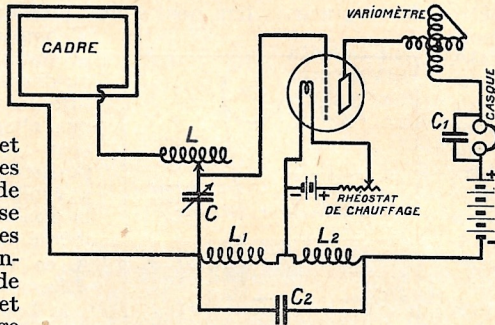 VARIOMÈTRE
CADRE
CASQUE
C1
L
C
et
es
de
se
es
n-
de
et
RHÉOSTAT
DE CHAUFFAGE
L1
L2
C2
- +
+
-